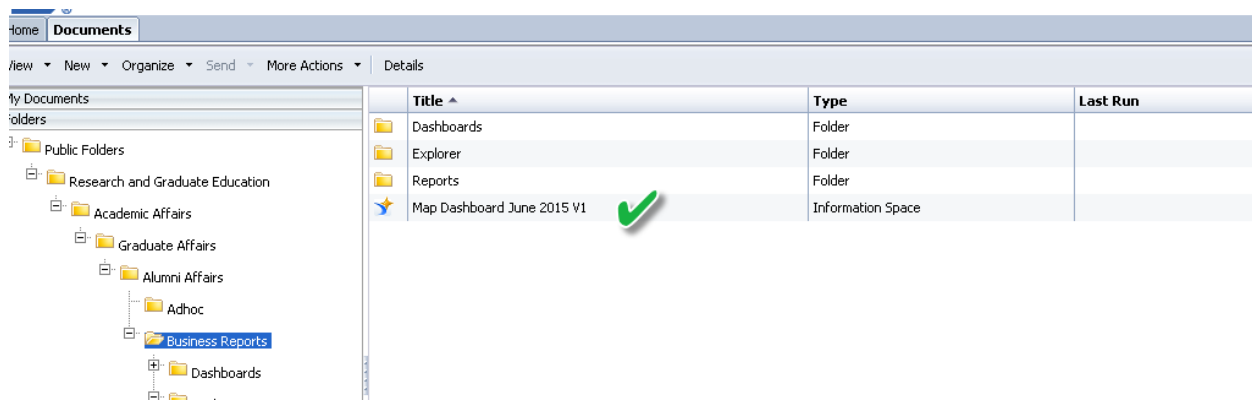 Home Documents
View New Organize Send More Actions Details
My Documents
Folders
Public Folders
Research and Graduate Education
Academic Affairs
Graduate Affairs
Alumni Affairs
Adhoc
Business Reports
Dashboards
Title Type Last Run
Dashboards Folder
Explorer Folder
Reports Folder
Map Dashboard June 2015 V1 Information Space